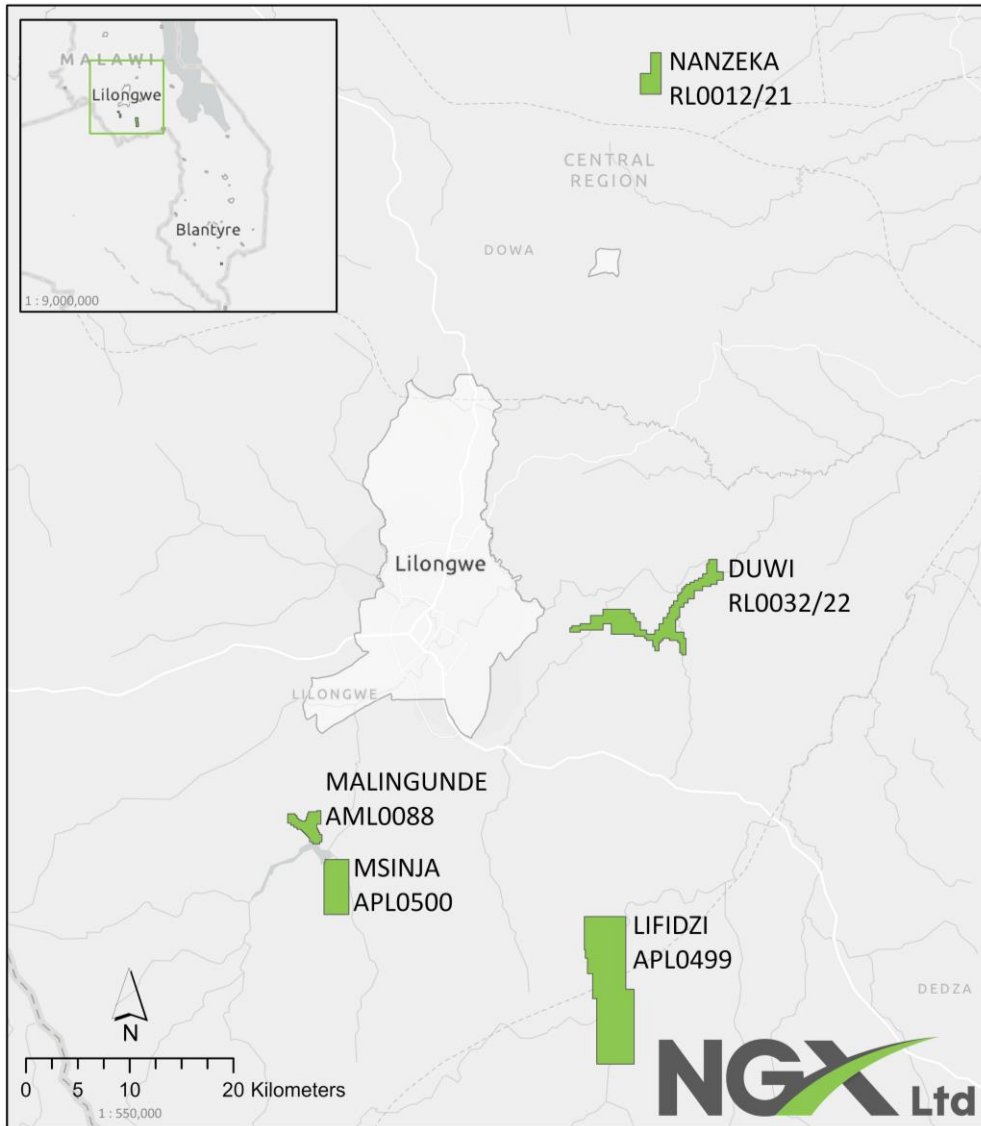 MALAWI
Lilongwe
Blantyre
1 : 9,000,000
NANZEKA
RL0012/21
CENTRAL
REGION
DOWA
Lilongwe
DUWI
RL0032/22
LILONGWE
MALINGUNDE
AML0088
MSINJA
APL0500
LIFIDZI
APL0499
DEDZA
N
0 5 10 20 Kilometers
1 : 550,000
NGX Ltd